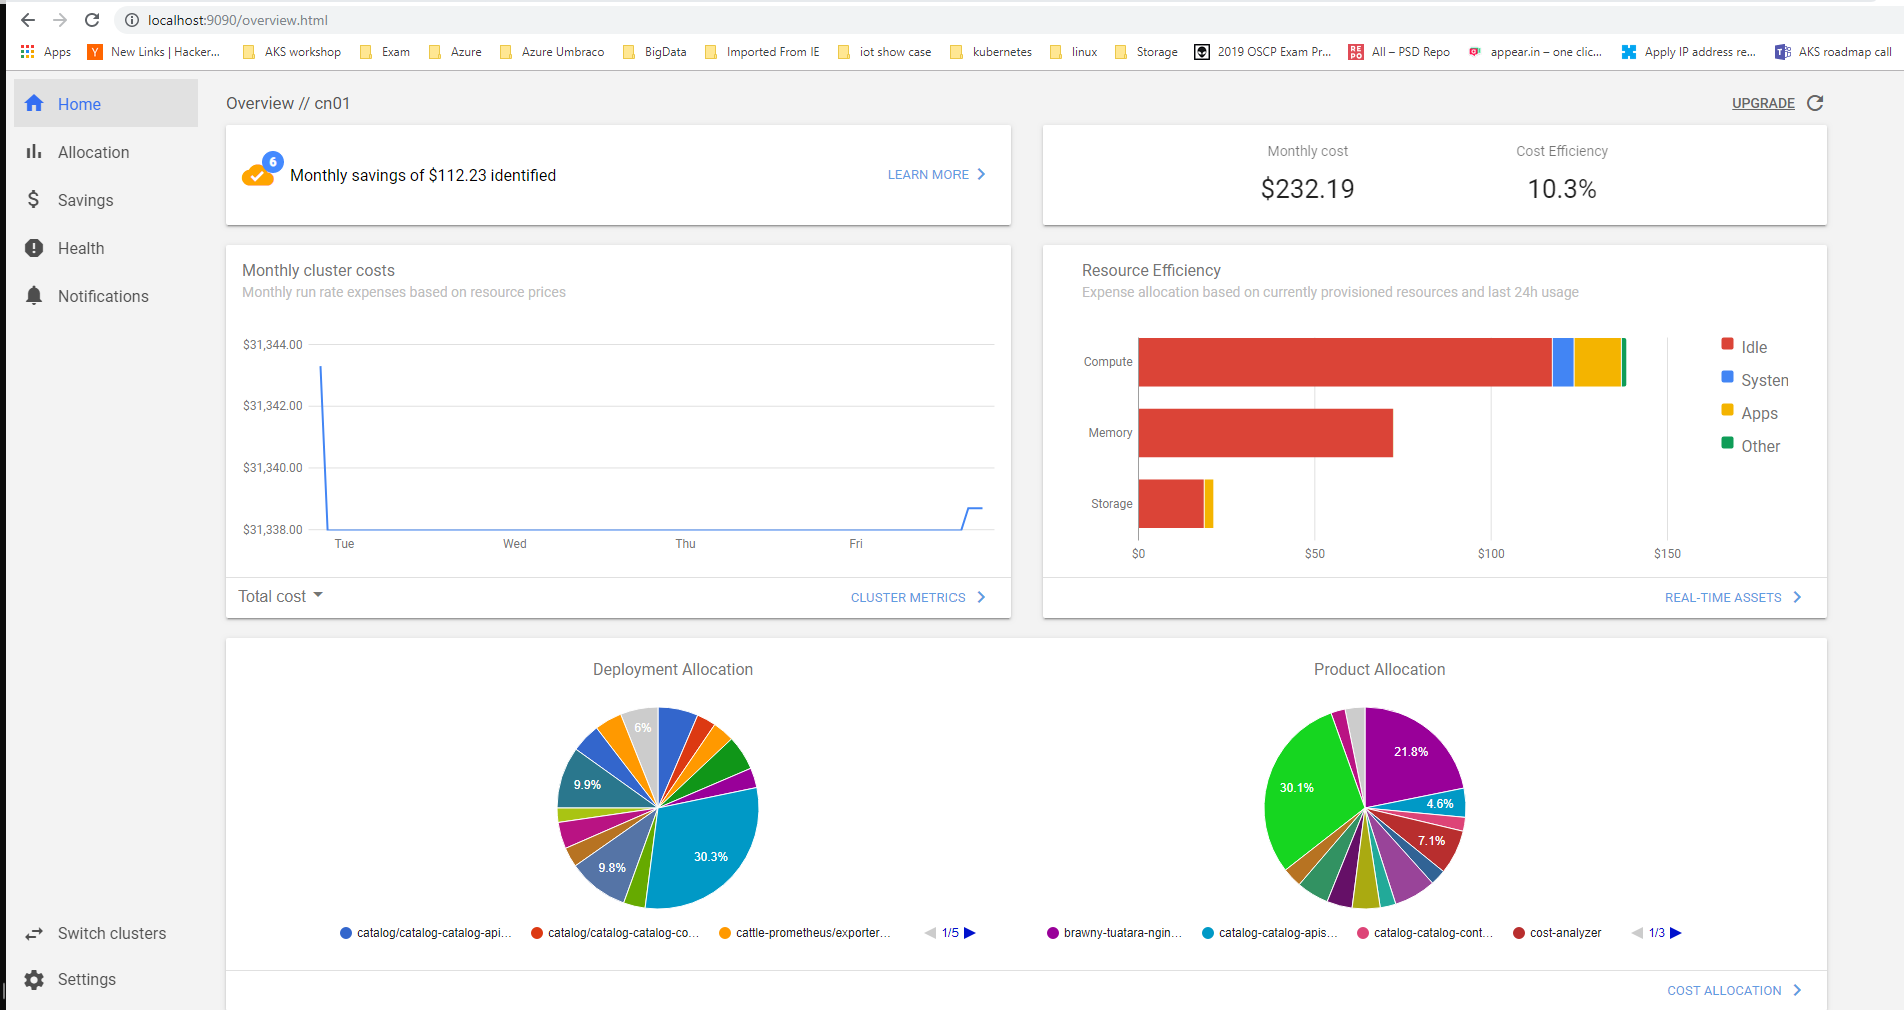 localhost:9090/overview.html
Apps
New Links | Hacker...
AKS workshop
Exam
Azure
Azure Umbraco
BigData
Imported From IE
iot show case
kubernetes
linux
Storage
2019 OSCP Exam Pr...
All – PSD Repo
appear.in – one clic...
Apply IP address re...
AKS roadmap call
Home
Allocation
Savings
Health
Notifications
Switch clusters
Settings
Overview // cn01
UPGRADE
6
Monthly savings of $112.23 identified
LEARN MORE
Monthly cost
$232.19
Cost Efficiency
10.3%
Monthly cluster costs
Monthly run rate expenses based on resource prices
$31,344.00
$31,342.00
$31,340.00
$31,338.00
Tue Wed Thu Fri
Total cost
CLUSTER METRICS
Resource Efficiency
Expense allocation based on currently provisioned resources and last 24h usage
Compute
Memory
Storage
$0 $50 $100 $150
Idle
Systen
Apps
Other
REAL-TIME ASSETS
Deployment Allocation
6%
9.9%
9.8%
30.3%
catalog/catalog-catalog-api...
catalog/catalog-catalog-co...
cattle-prometheus/exporter...
1/5
Product Allocation
21.8%
30.1%
4.6%
7.1%
brawny-tuatara-ngin...
catalog-catalog-apis...
catalog-catalog-cont...
cost-analyzer
1/3
COST ALLOCATION